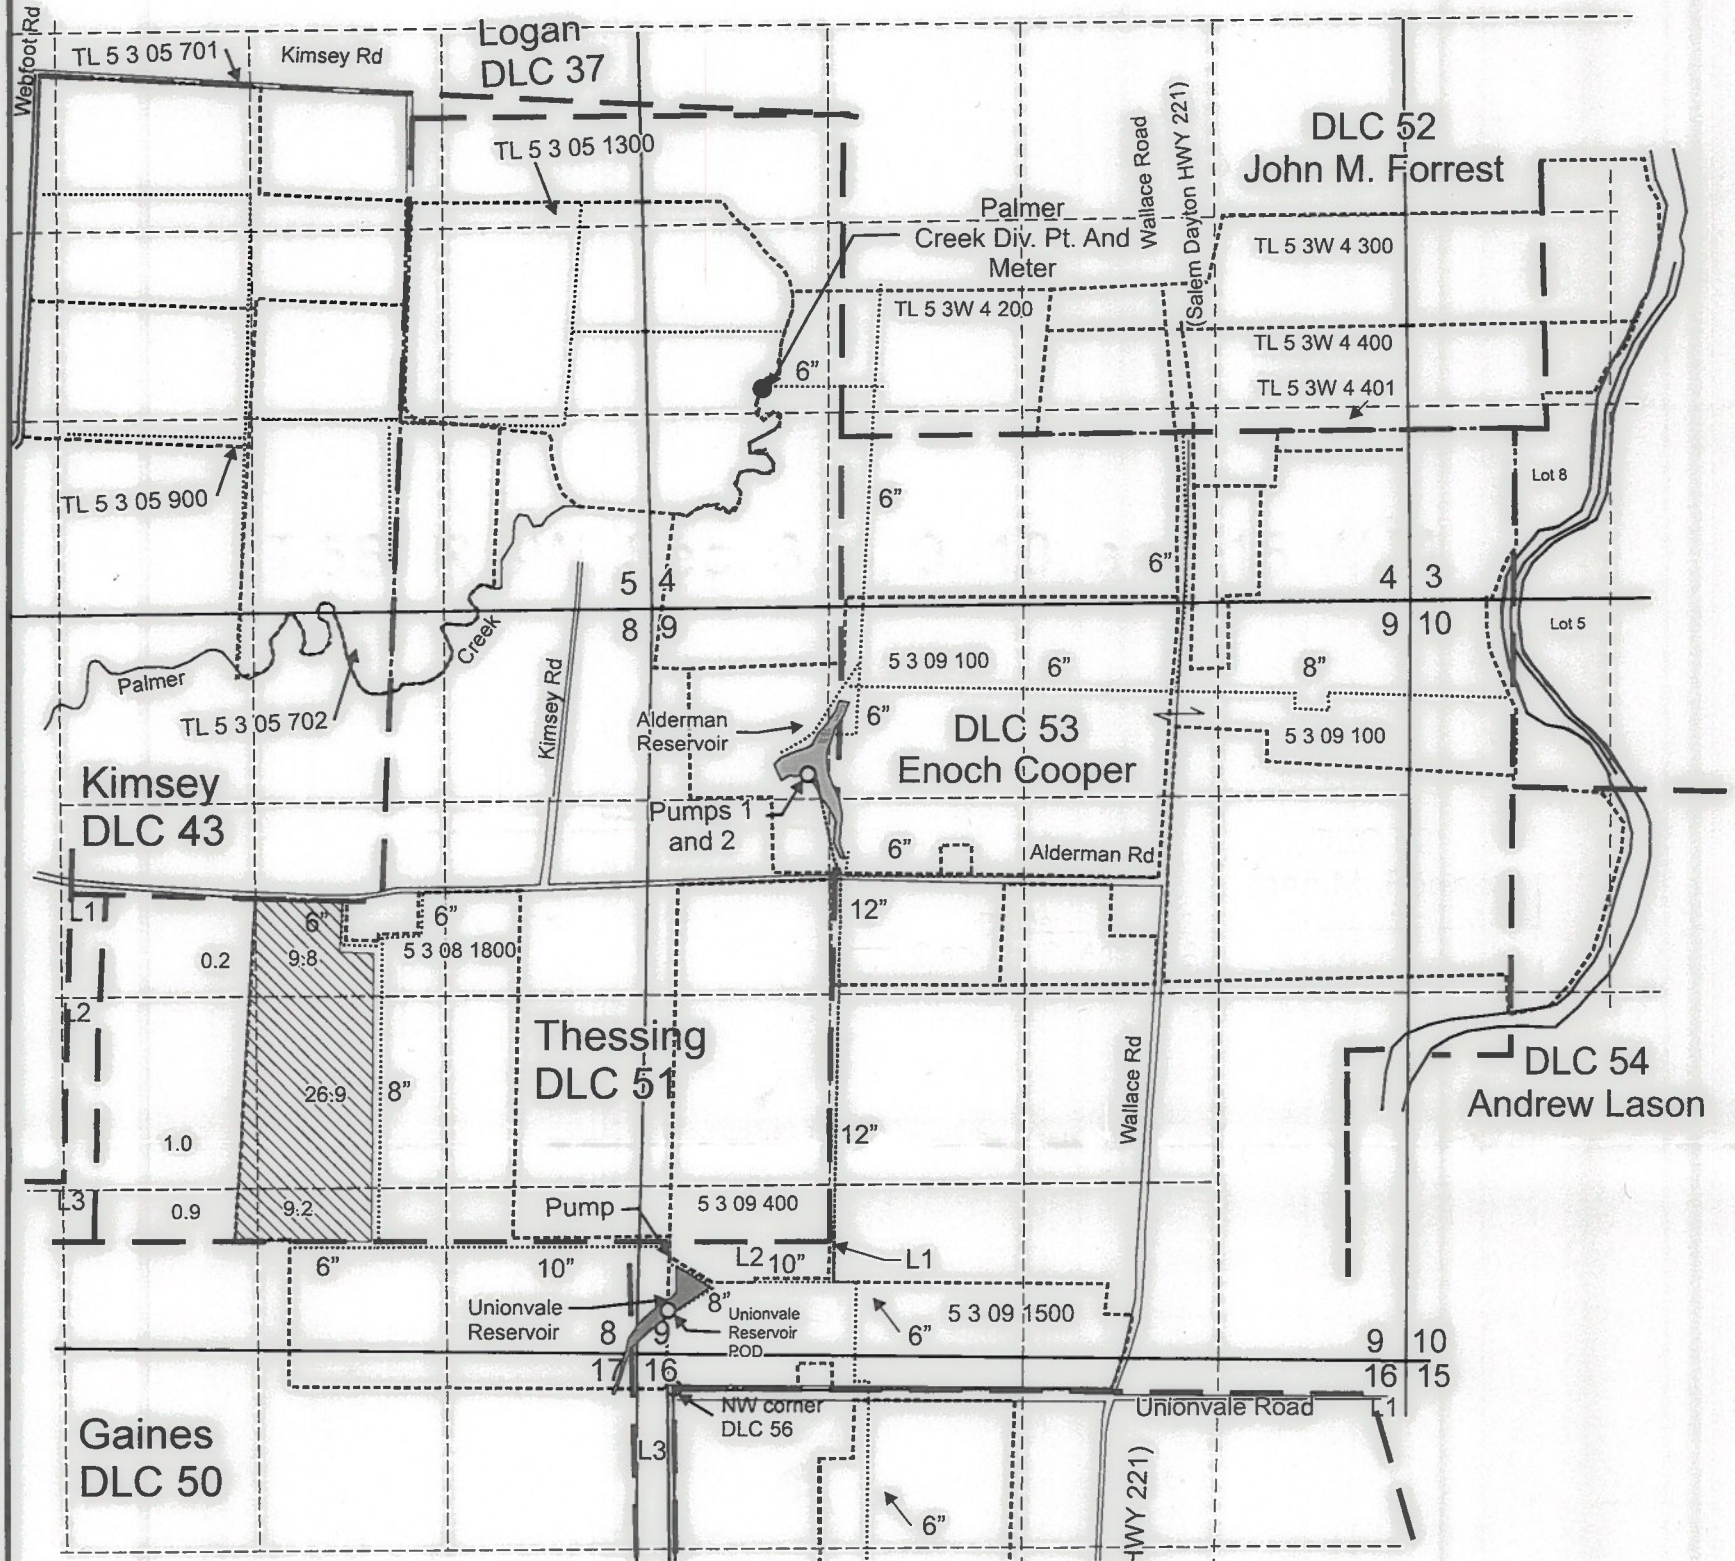 Webfoot Rd
TL 5 3 05 701
Kimsey Rd
Logan
DLC 37
TL 5 3 05 1300
Wallace Road
(Salem Dayton HWY 221)
DLC 52
John M. Forrest
Palmer
Creek Div. Pt. And
Meter
TL 5 3W 4 300
TL 5 3W 4 200
TL 5 3W 4 400
TL 5 3W 4 401
6”
TL 5 3 05 900
6”
Lot 8
6”
5 4
4 3
8 9
9 10
Lot 5
Creek
Palmer
TL 5 3 05 702
Kimsey Rd
5 3 09 100
6”
8”
Alderman
Reservoir
6”
DLC 53
Enoch Cooper
5 3 09 100
Kimsey
DLC 43
Pumps 1
and 2
6”
Alderman Rd
L1
6”
6”
12”
0.2
9.8
5 3 08 1800
L2
Thessing
DLC 51
26.9
8”
Wallace Rd
DLC 54
Andrew Lason
1.0
12”
L3
0.9
9.2
Pump
5 3 09 400
6”
10”
L2
10”
L1
Unionvale
Reservoir
8”
Unionvale
Reservoir
POD
6”
5 3 09 1500
8 9
9 10
17 16
16 15
NW corner
DLC 56
Unionvale Road
L1
Gaines
DLC 50
L3
6”
HWY 221)